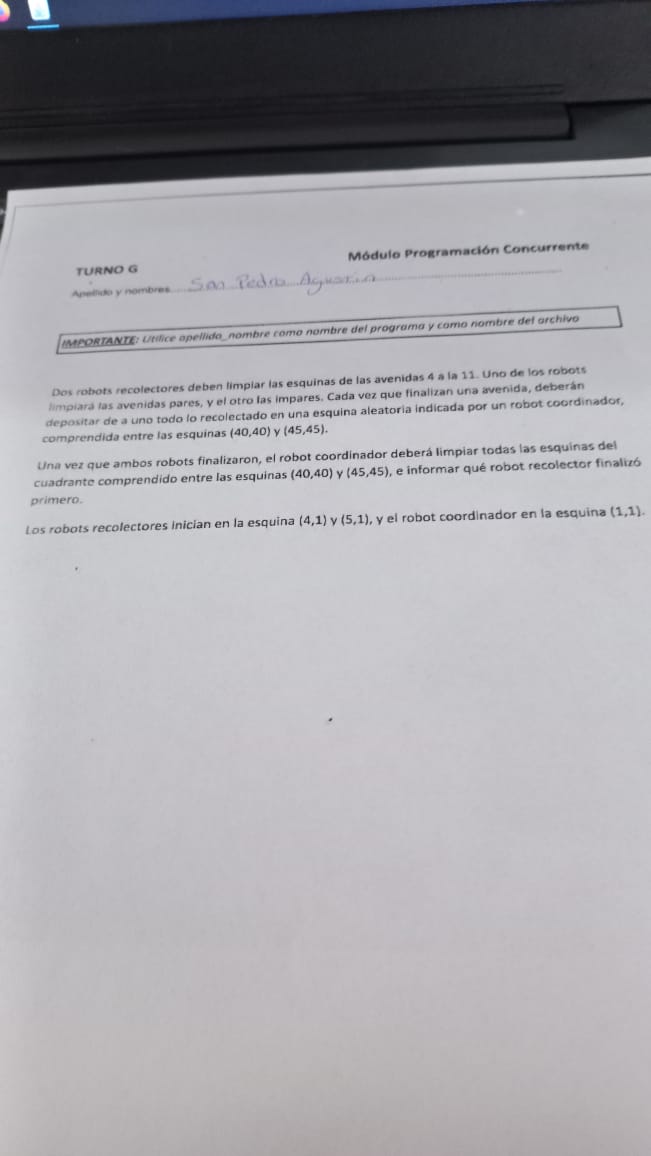 Módulo Programación Concurrente
TURNO G
Apellido y nombres San Pedro Agustin
IMPORTANTE: Utilice apellido_nombre como nombre del programa y como nombre del archivo
Dos robots recolectores deben limpiar las esquinas de las avenidas 4 a la 11. Uno de los robots
limpiará las avenidas pares, y el otro las impares. Cada vez que finalizan una avenida, deberán
depositar de a uno todo lo recolectado en una esquina aleatoria indicada por un robot coordinador,
comprendida entre las esquinas (40,40) y (45,45).
Una vez que ambos robots finalizaron, el robot coordinador deberá limpiar todas las esquinas del
cuadrante comprendido entre las esquinas (40,40) y (45,45), e informar qué robot recolector finalizó
primero.
Los robots recolectores inician en la esquina (4,1) y (5,1), y el robot coordinador en la esquina (1,1).